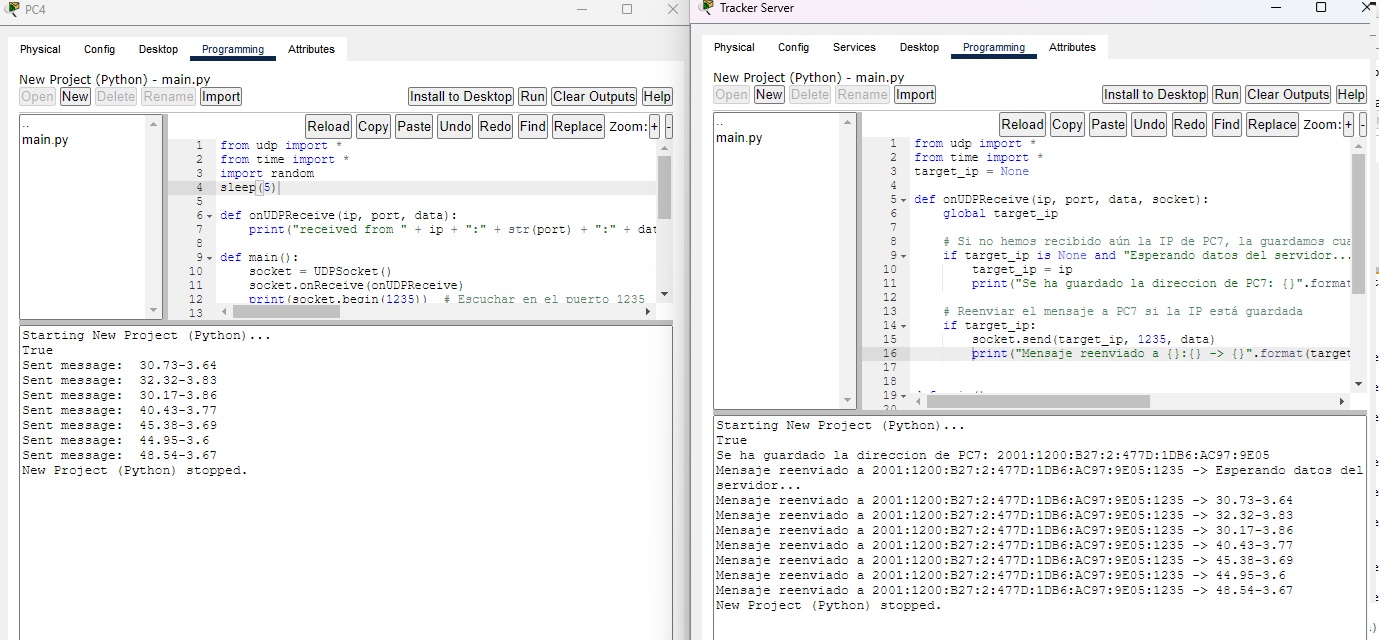 PC4
Physical Config Desktop Programming Attributes
New Project (Python) - main.py
Open New Delete Rename Import Install to Desktop Run Clear Outputs Help
Reload Copy Paste Undo Redo Find Replace Zoom: + -
..
main.py
1 from udp import *
2 from time import *
3 import random
4 sleep(5)
5
6 def onUDPReceive(ip, port, data):
7 print("received from " + ip + ":" + str(port) + ":" + dat
8
9 def main():
10 socket = UDPSocket()
11 socket.onReceive(onUDPReceive)
12 print(socket.begin(1235)) # Escuchar en el puerto 1235
13
Starting New Project (Python)...
True
Sent message: 30.73-3.64
Sent message: 32.32-3.83
Sent message: 30.17-3.86
Sent message: 40.43-3.77
Sent message: 45.38-3.69
Sent message: 44.95-3.6
Sent message: 48.54-3.67
New Project (Python) stopped.
Tracker Server
Physical Config Services Desktop Programming Attributes
New Project (Python) - main.py
Open New Delete Rename Import Install to Desktop Run Clear Outputs Help
Reload Copy Paste Undo Redo Find Replace Zoom: + -
..
main.py
1 from udp import *
2 from time import *
3 target_ip = None
4
5 def onUDPReceive(ip, port, data, socket):
6 global target_ip
7
8 # Si no hemos recibido aún la IP de PC7, la guardamos cua
9 if target_ip is None and "Esperando datos del servidor...
10 target_ip = ip
11 print("Se ha guardado la direccion de PC7: {}".format
12
13 # Reenviar el mensaje a PC7 si la IP está guardada
14 if target_ip:
15 socket.send(target_ip, 1235, data)
16 print("Mensaje reenviado a {}:{} -> {}".format(target
17
18
19
20
Starting New Project (Python)...
True
Se ha guardado la direccion de PC7: 2001:1200:B27:2:477D:1DB6:AC97:9E05
Mensaje reenviado a 2001:1200:B27:2:477D:1DB6:AC97:9E05:1235 -> Esperando datos del
servidor...
Mensaje reenviado a 2001:1200:B27:2:477D:1DB6:AC97:9E05:1235 -> 30.73-3.64
Mensaje reenviado a 2001:1200:B27:2:477D:1DB6:AC97:9E05:1235 -> 32.32-3.83
Mensaje reenviado a 2001:1200:B27:2:477D:1DB6:AC97:9E05:1235 -> 30.17-3.86
Mensaje reenviado a 2001:1200:B27:2:477D:1DB6:AC97:9E05:1235 -> 40.43-3.77
Mensaje reenviado a 2001:1200:B27:2:477D:1DB6:AC97:9E05:1235 -> 45.38-3.69
Mensaje reenviado a 2001:1200:B27:2:477D:1DB6:AC97:9E05:1235 -> 44.95-3.6
Mensaje reenviado a 2001:1200:B27:2:477D:1DB6:AC97:9E05:1235 -> 48.54-3.67
New Project (Python) stopped.